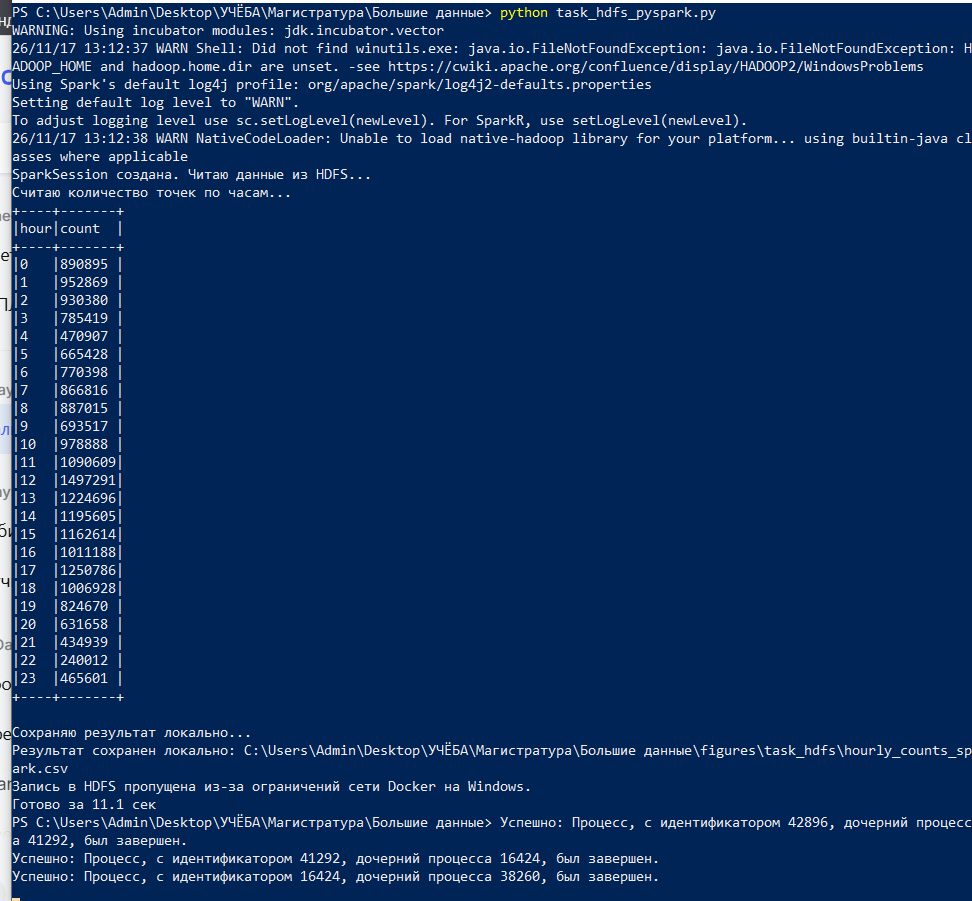 PS C:\Users\Admin\Desktop\УЧЁБА\Магистратура\Большие данные> python task_hdfs_pyspark.py
WARNING: Using incubator modules: jdk.incubator.vector
26/11/17 13:12:37 WARN Shell: Did not find winutils.exe: java.io.FileNotFoundException: java.io.FileNotFoundException: H
ADOOP_HOME and hadoop.home.dir are unset. -see https://cwiki.apache.org/confluence/display/HADOOP2/WindowsProblems
Using Spark's default log4j profile: org/apache/spark/log4j2-defaults.properties
Setting default log level to "WARN".
To adjust logging level use sc.setLogLevel(newLevel). For SparkR, use setLogLevel(newLevel).
26/11/17 13:12:38 WARN NativeCodeLoader: Unable to load native-hadoop library for your platform... using builtin-java cl
asses where applicable
SparkSession создана. Читаю данные из HDFS...
Считаю количество точек по часам...
+----+-------+
|hour|count  |
+----+-------+
|0   |890895 |
|1   |952869 |
|2   |930380 |
|3   |785419 |
|4   |470907 |
|5   |665428 |
|6   |770398 |
|7   |866816 |
|8   |887015 |
|9   |693517 |
|10  |978888 |
|11  |1090609|
|12  |1497291|
|13  |1224696|
|14  |1195605|
|15  |1162614|
|16  |1011188|
|17  |1250786|
|18  |1006928|
|19  |824670 |
|20  |631658 |
|21  |434939 |
|22  |240012 |
|23  |465601 |
+----+-------+
Сохраняю результат локально...
Результат сохранен локально: C:\Users\Admin\Desktop\УЧЁБА\Магистратура\Большие данные\figures\task_hdfs\hourly_counts_sp
ark.csv
Запись в HDFS пропущена из-за ограничений сети Docker на Windows.
Готово за 11.1 сек
PS C:\Users\Admin\Desktop\УЧЁБА\Магистратура\Большие данные> Успешно: Процесс, с идентификатором 42896, дочерний процесс
а 41292, был завершен.
Успешно: Процесс, с идентификатором 41292, дочерний процесса 16424, был завершен.
Успешно: Процесс, с идентификатором 16424, дочерний процесса 38260, был завершен.